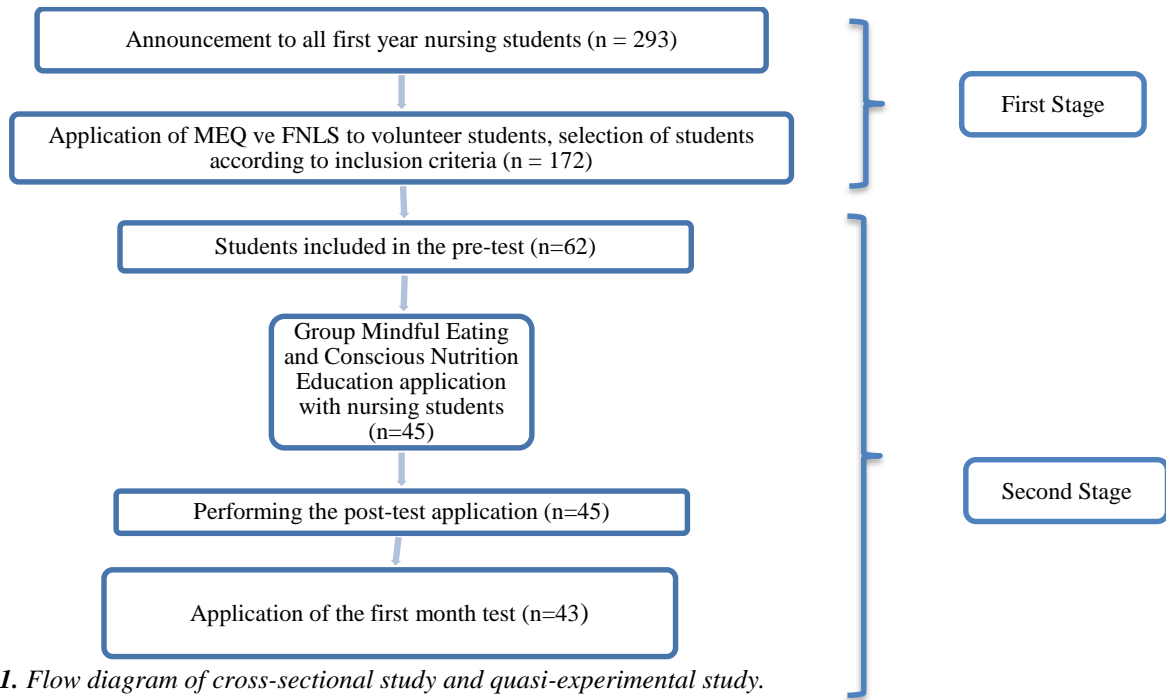 Announcement to all first year nursing students (n = 293)
First Stage
Application of MEQ ve FNLS to volunteer students, selection of students
according to inclusion criteria (n = 172)
Students included in the pre-test (n=62)
Group Mindful Eating
and Conscious Nutrition
Education application
with nursing students
(n=45)
Second Stage
Performing the post-test application (n=45)
Application of the first month test (n=43)
1. Flow diagram of cross-sectional study and quasi-experimental study.